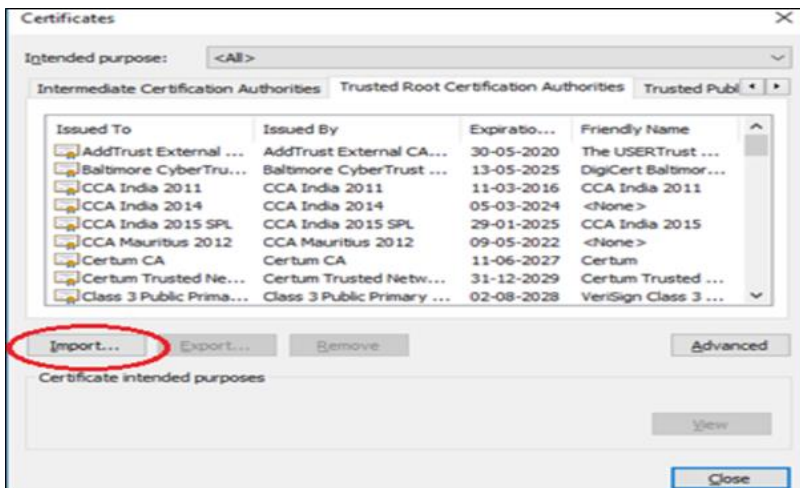 Certificates
Intended purpose: <All>
Intermediate Certification Authorities Trusted Root Certification Authorities Trusted Publ
Issued To Issued By Expiratio... Friendly Name
AddTrust External ... AddTrust External CA... 30-05-2020 The USERTrust ...
Baltimore CyberTru... Baltimore CyberTrust ... 13-05-2025 DigiCert Baltimor...
CCA India 2011 CCA India 2011 11-03-2016 CCA India 2011
CCA India 2014 CCA India 2014 05-03-2024 <None>
CCA India 2015 SPL CCA India 2015 SPL 29-01-2025 CCA India 2015
CCA Mauritius 2012 CCA Mauritius 2012 09-05-2022 <None>
Certum CA Certum CA 11-06-2027 Certum
Certum Trusted Ne... Certum Trusted Netw... 31-12-2029 Certum Trusted ...
Class 3 Public Prima... Class 3 Public Primary ... 02-08-2028 VeriSign Class 3 ...
Import... Export... Remove Advanced
Certificate intended purposes
View
Close